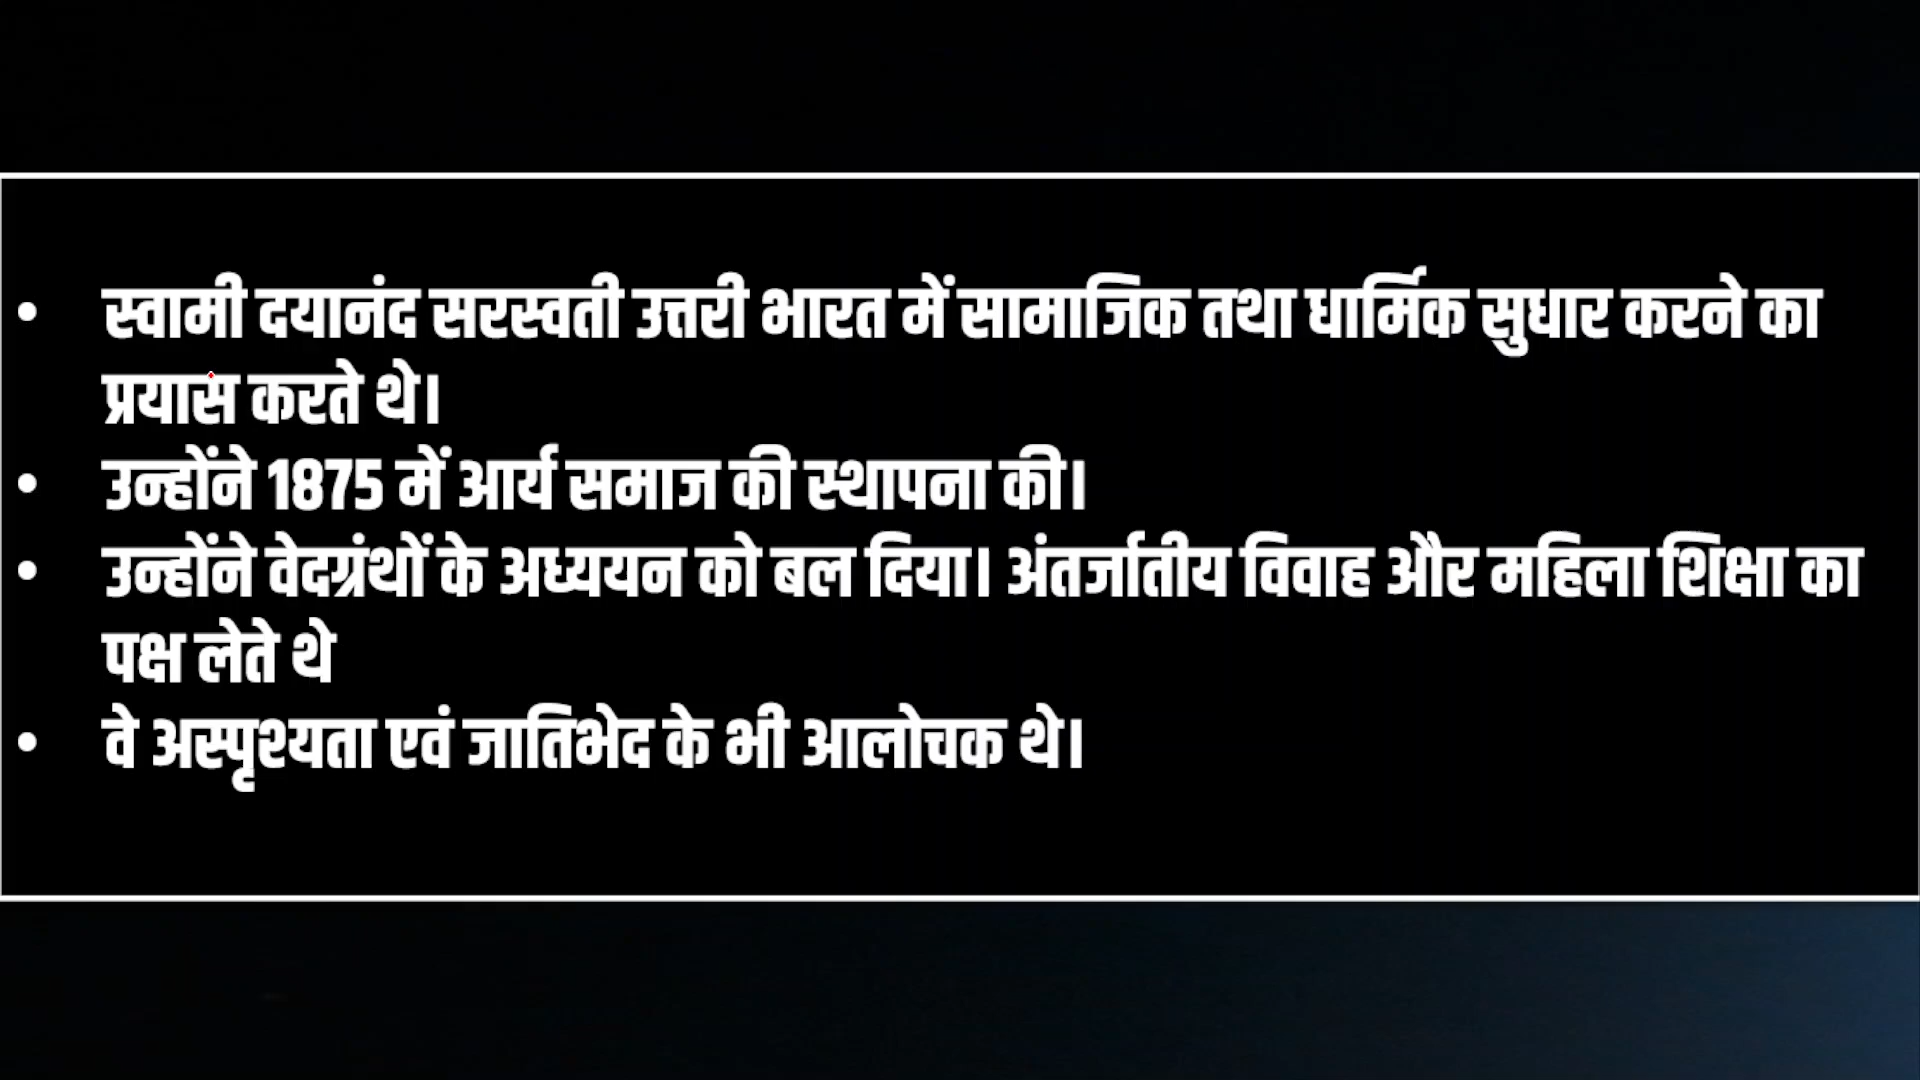 • स्वामी दयानंद सरस्वती उत्तरी भारत में सामाजिक तथा धार्मिक सुधार करने का
प्रयास करते थे।
• उन्होंने 1875 में आर्य समाज की स्थापना की।
• उन्होंने वेदग्रंथों के अध्ययन को बल दिया। अंतर्जातीय विवाह और महिला शिक्षा का
पक्ष लेते थे
• वे अस्पृश्यता एवं जातिभेद के भी आलोचक थे।